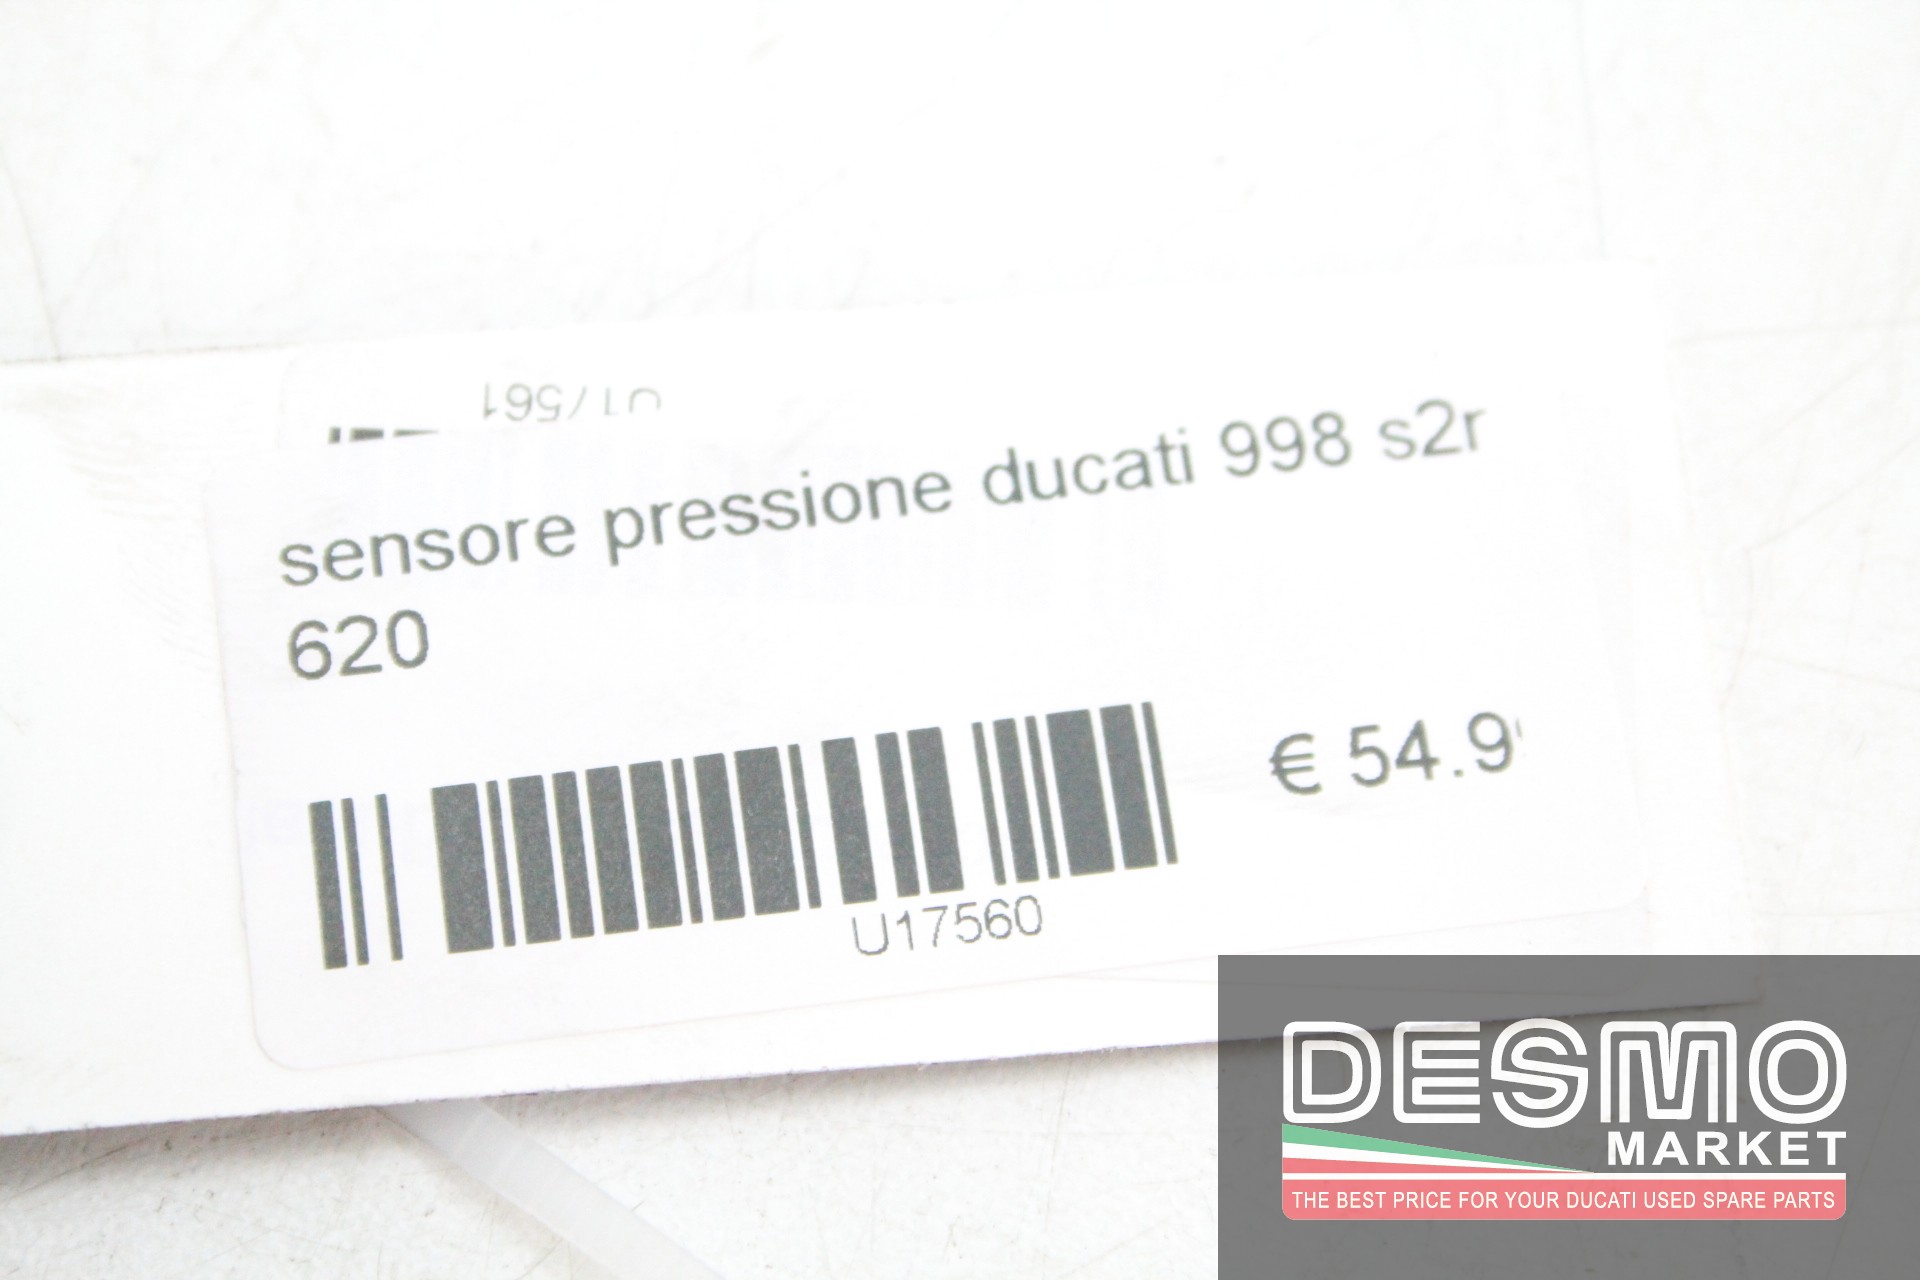 U17561
sensore pressione ducati 998 s2r
620
€ 54.9
U17560
DESMO
MARKET
THE BEST PRICE FOR YOUR DUCATI USED SPARE PARTS